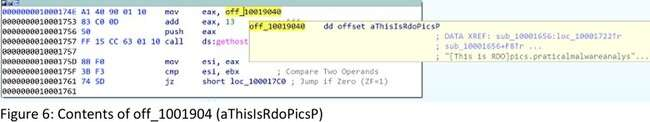 000000001000174E A1 40 90 01 10 mov eax, off_10019040
0000000010001753 83 C0 0D add eax, 13
0000000010001756 50 push eax
0000000010001757 FF 15 CC 63 01 10 call ds:gethost
0000000010001757
000000001000175D 8B F0 mov esi, eax
000000001000175F 3B F3 cmp esi, ebx ; Compare Two Operands
0000000010001761 74 5D jz short loc_100017C0 ; Jump if Zero (ZF=1)
0000000010001761
off_10019040 dd offset aThisIsRdoPicsP
; DATA XREF: sub_10001656:loc_10001722↑r
; sub_10001656+F8↑r ...
; "[This is RDO]pics.praticalmalwareanalys"...
Figure 6: Contents of off_1001904 (aThisIsRdoPicsP)